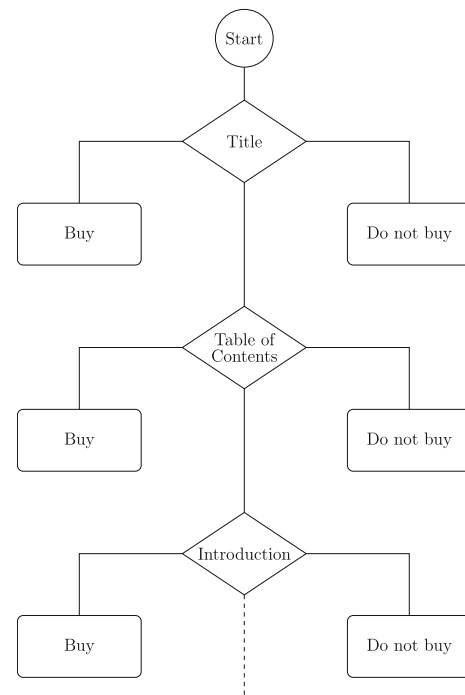 Start
Title
Buy
Do not buy
Table of
Contents
Buy
Do not buy
Introduction
Buy
Do not buy